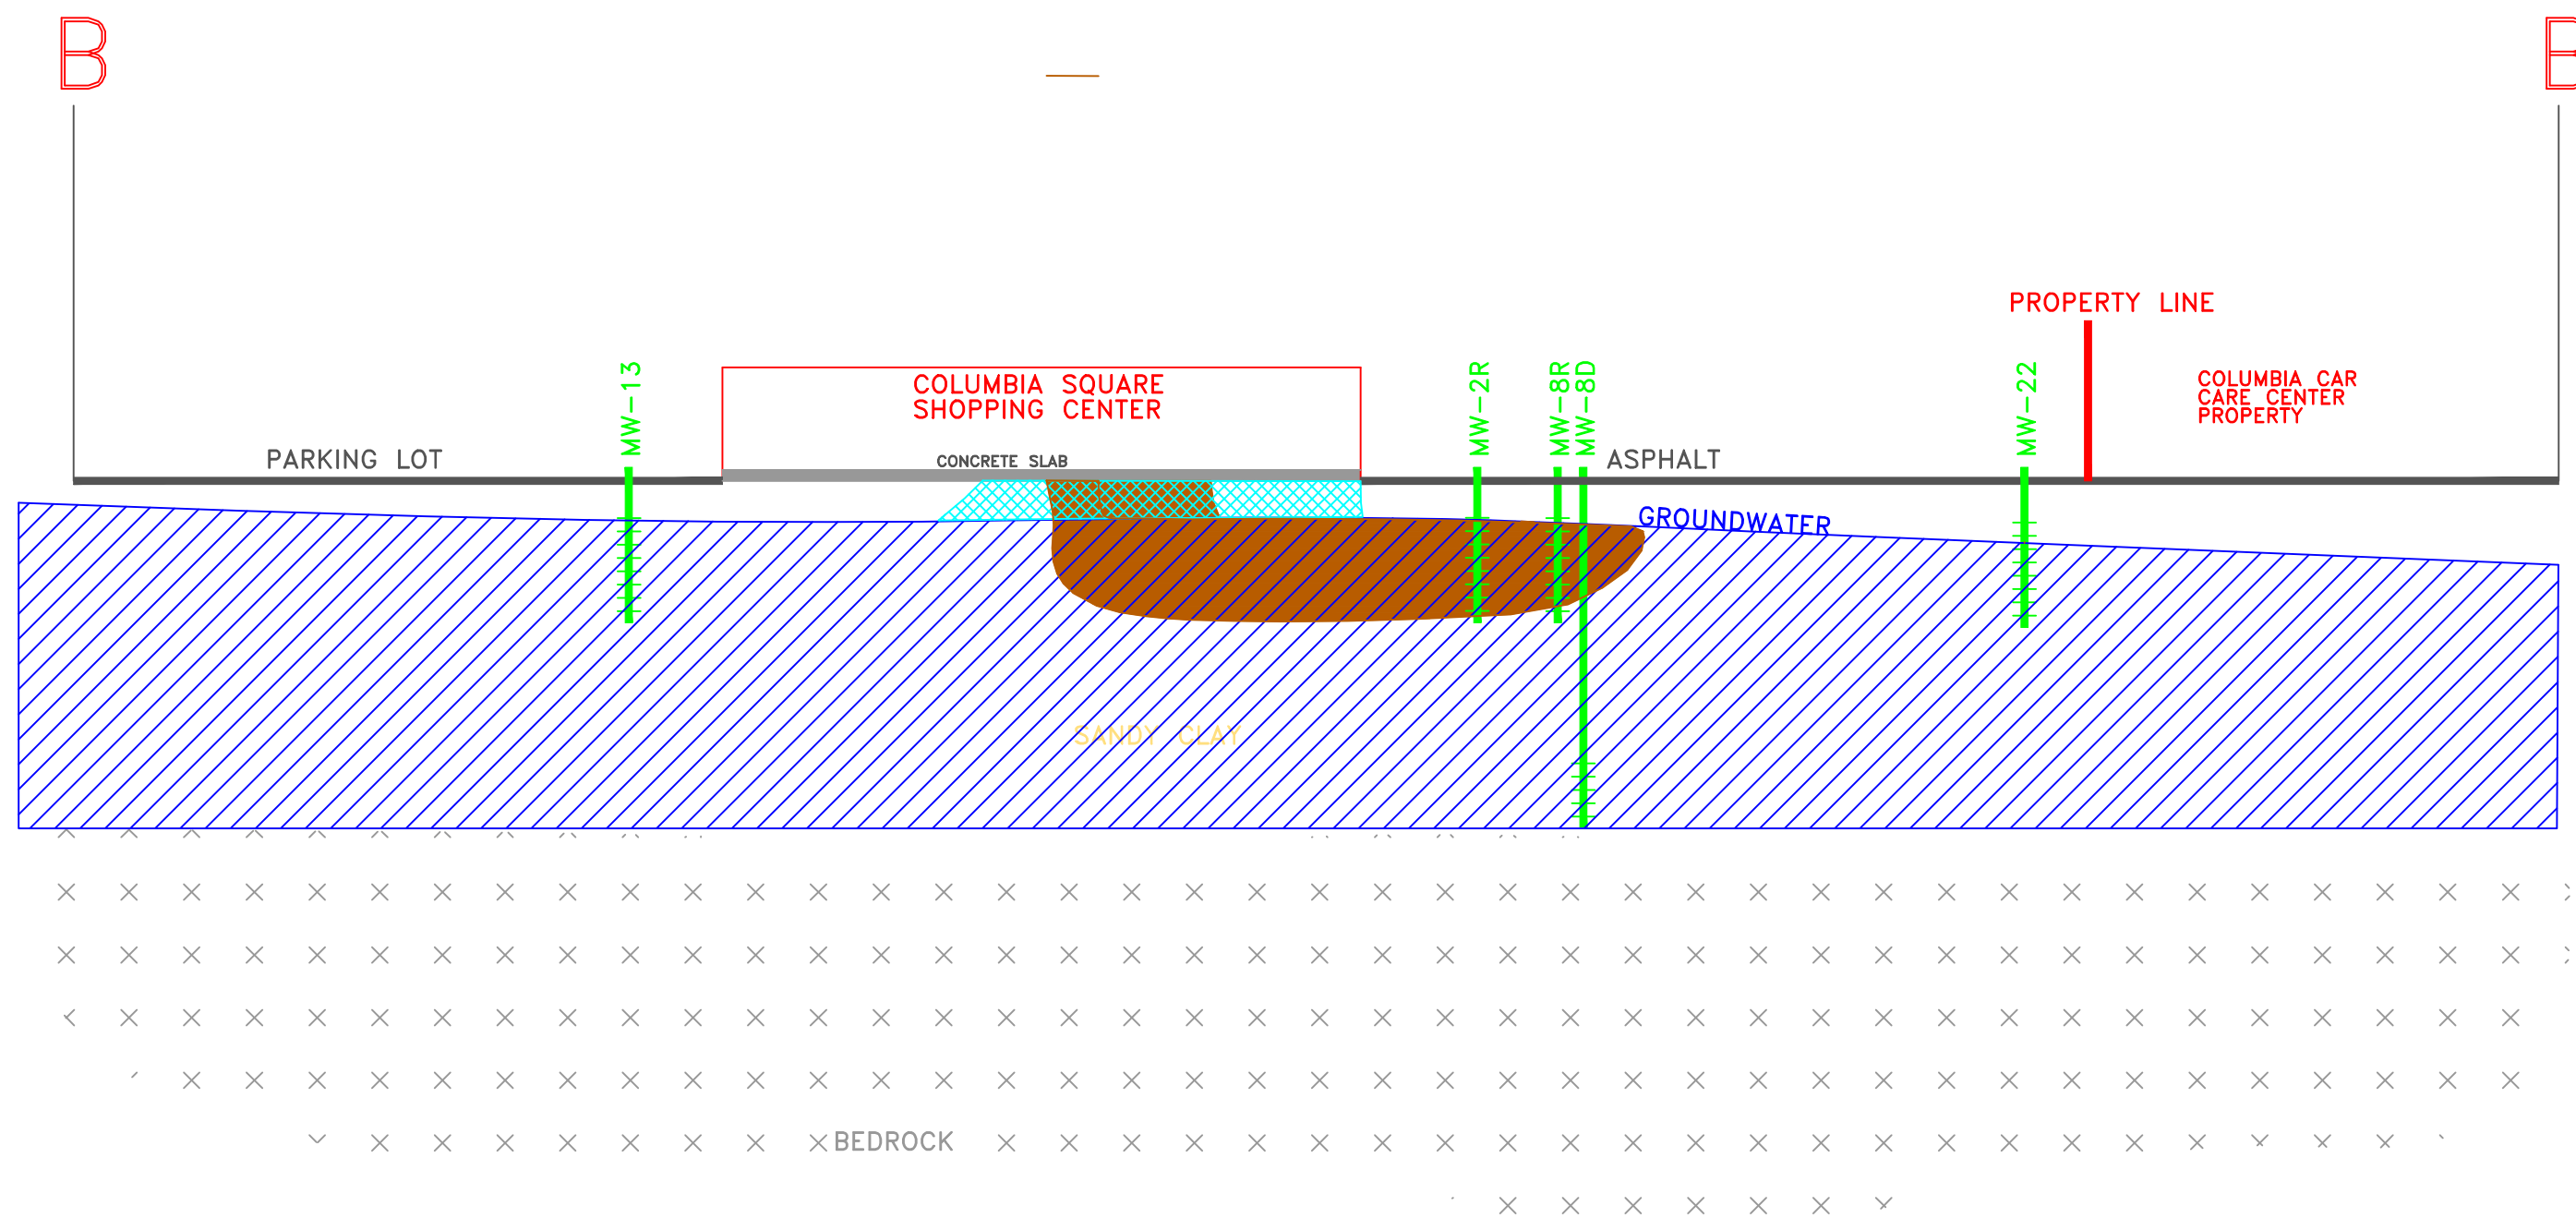 B
B
PROPERTY LINE
MW-13
COLUMBIA SQUARE
SHOPPING CENTER
MW-2R
MW-8R
MW-8D
MW-22
COLUMBIA CAR
CARE CENTER
PROPERTY
PARKING LOT
CONCRETE SLAB
ASPHALT
GROUNDWATER
SANDY CLAY
BEDROCK